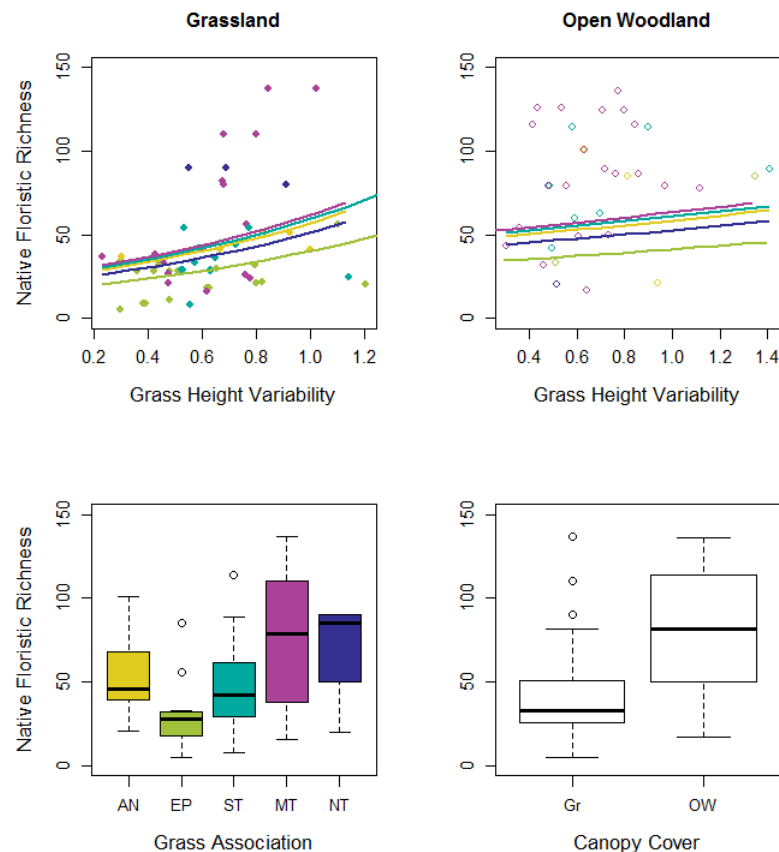 Grassland
Open Woodland
Native Floristic Richness
150
100
50
0
0.2 0.4 0.6 0.8 1.0 1.2
Grass Height Variability
150
100
50
0
0.4 0.6 0.8 1.0 1.2 1.4
Grass Height Variability
Native Floristic Richness
150
100
50
0
AN EP ST MT NT
Grass Association
150
100
50
0
Gr OW
Canopy Cover